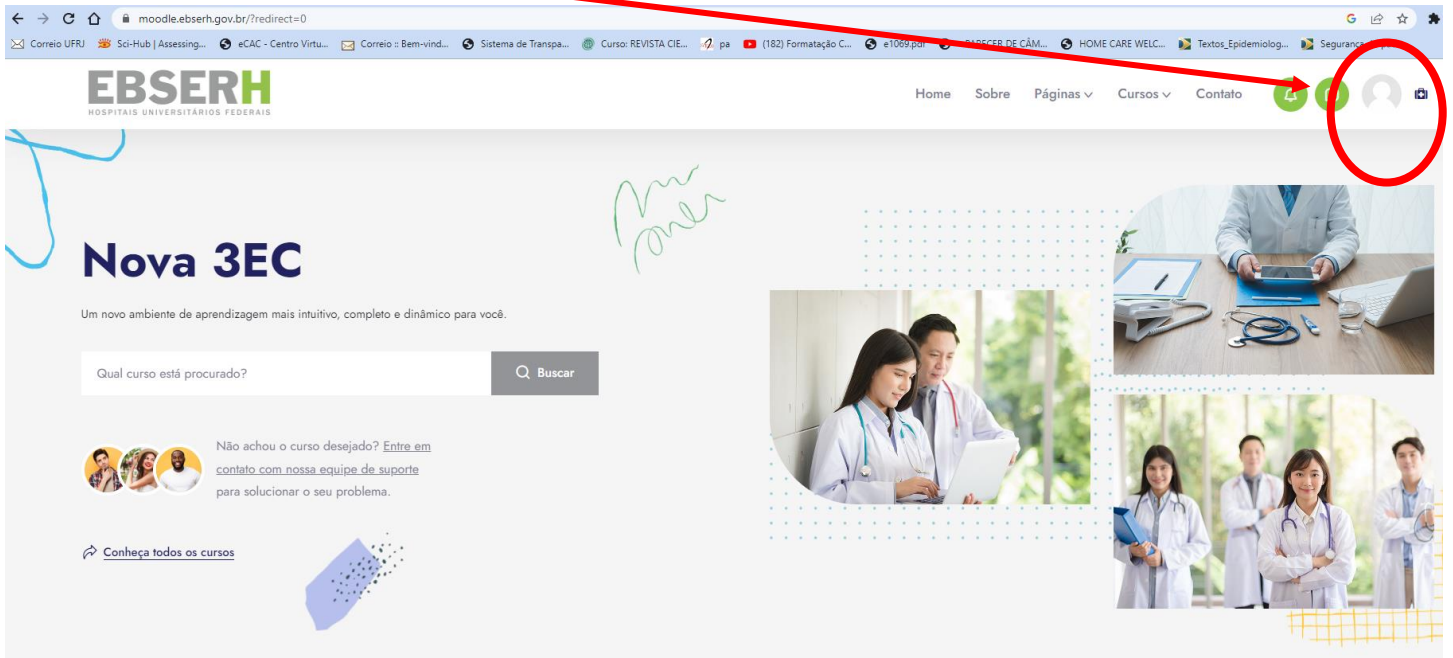 moodle.ebserh.gov.br/?redirect=0
Correio UFRJ Sci-Hub | Assessing... eCAC - Centro Virtu... Correio :: Bem-vind... Sistema de Transpa... Curso: REVISTA CIE... pa (182) Formatação C... e1069.pdf PARECER DE CÂM... HOME CARE WELC... Textos_Epidemiolog... Segurança
EBSERH
HOSPITAIS UNIVERSITÁRIOS FEDERAIS
Home Sobre Páginas Cursos Contato
Nova 3EC
Um novo ambiente de aprendizagem mais intuitivo, completo e dinâmico para você.
Qual curso está procurado? Buscar
Não achou o curso desejado? Entre em
contato com nossa equipe de suporte
para solucionar o seu problema.
Conheça todos os cursos